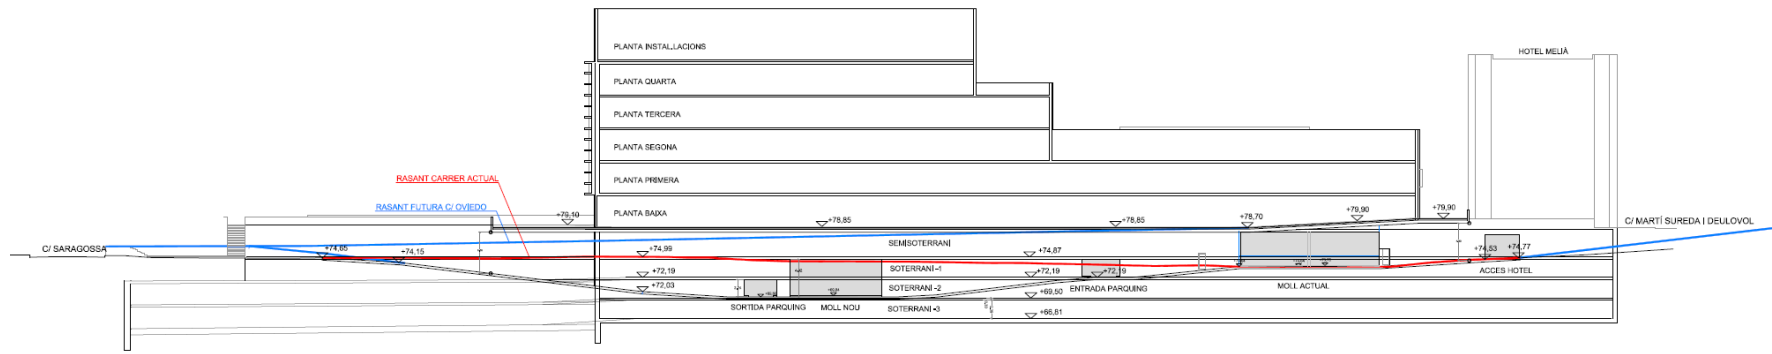 PLANTA INSTAL.LACIONS
HOTEL MELIÀ
PLANTA QUARTA
PLANTA TERCERA
PLANTA SEGONA
RASANT CARRER ACTUAL
PLANTA PRIMERA
RASANT FUTURA C/ OVIEDO
PLANTA BAIXA
+79,10
+78,85
+78,85
+78,70
+79,90
+79,90
C/ MARTÍ SUREDA I DEULOVOL
C/ SARAGOSSA
SEMISOTERRANI
+74,65
+74,15
+74,99
+74,87
+74,53
+74,77
+72,19
SOTERRANI -1
+72,19
+72,19
ACCES HOTEL
+72,03
SOTERRANI -2
+69,50
ENTRADA PARQUING
MOLL ACTUAL
SORTIDA PARQUING
MOLL NOU
SOTERRANI -3
+66,81